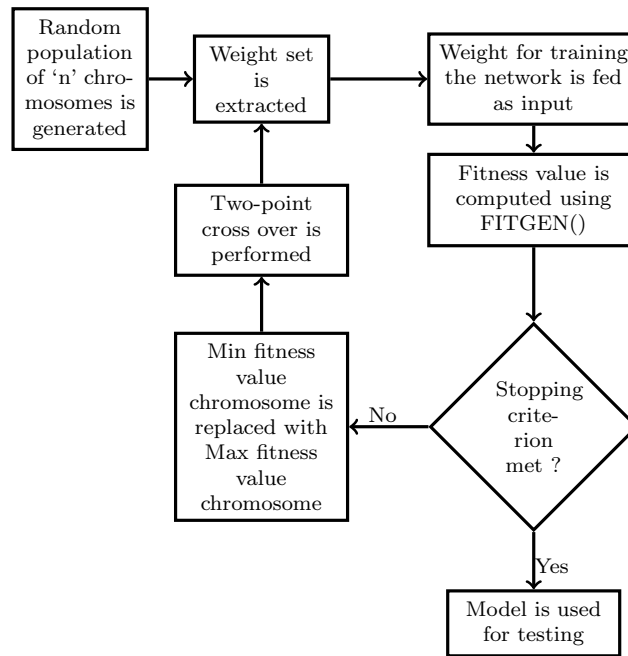 Random
population
of ‘n’ chro-
mosomes is
generated
Weight set
is
extracted
Weight for training
the network is fed
as input
Two-point
cross over is
performed
Fitness value is
computed using
FITGEN()
Min fitness
value
chromosome is
replaced with
Max fitness
value
chromosome
No
Stopping
crite-
rion
met ?
Yes
Model is used
for testing